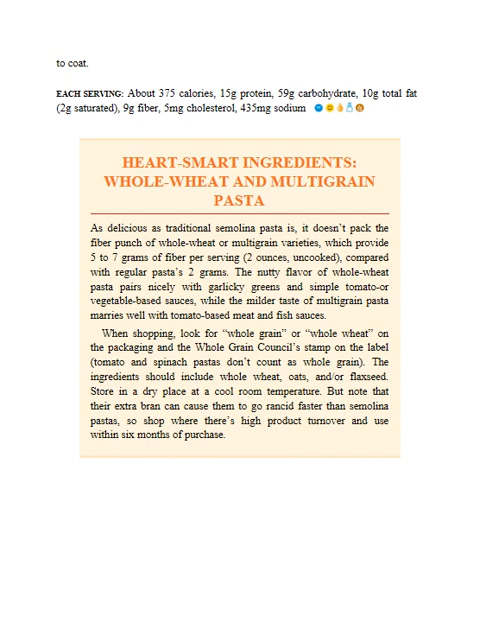 to coat.
EACH SERVING: About 375 calories, 15g protein, 59g carbohydrate, 10g total fat
(2g saturated), 9g fiber, 5mg cholesterol, 435mg sodium
HEART-SMART INGREDIENTS:
WHOLE-WHEAT AND MULTIGRAIN
PASTA
As delicious as traditional semolina pasta is, it doesn’t pack the
fiber punch of whole-wheat or multigrain varieties, which provide
5 to 7 grams of fiber per serving (2 ounces, uncooked), compared
with regular pasta’s 2 grams. The nutty flavor of whole-wheat
pasta pairs nicely with garlicky greens and simple tomato-or
vegetable-based sauces, while the milder taste of multigrain pasta
marries well with tomato-based meat and fish sauces.
When shopping, look for “whole grain” or “whole wheat” on
the packaging and the Whole Grain Council’s stamp on the label
(tomato and spinach pastas don’t count as whole grain). The
ingredients should include whole wheat, oats, and/or flaxseed.
Store in a dry place at a cool room temperature. But note that
their extra bran can cause them to go rancid faster than semolina
pastas, so shop where there’s high product turnover and use
within six months of purchase.